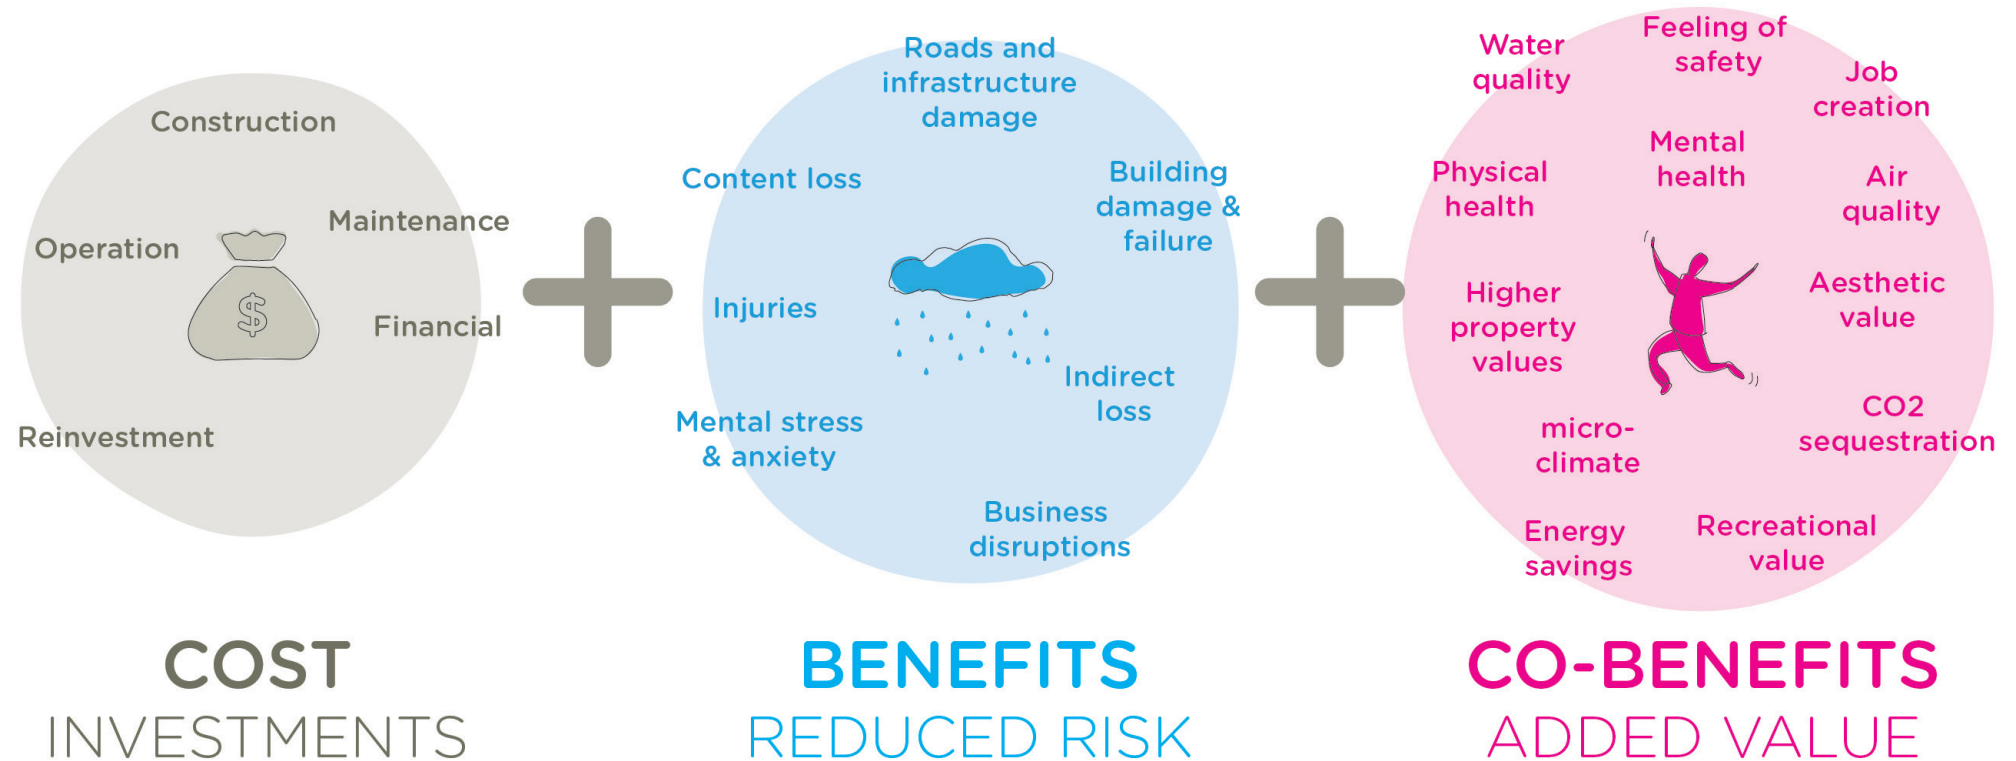 Construction
Maintenance
Operation
$
Financial
Reinvestment
COST
INVESTMENTS
Roads and
infrastructure
damage
Content loss
Building
damage &
failure
Injuries
Indirect
loss
Mental stress
& anxiety
Business
disruptions
BENEFITS
REDUCED RISK
Water
quality
Feeling of
safety
Job
creation
Mental
health
Physical
health
Air
quality
Higher
property
values
Aesthetic
value
micro-
climate
CO2
sequestration
Energy
savings
Recreational
value
CO-BENEFITS
ADDED VALUE